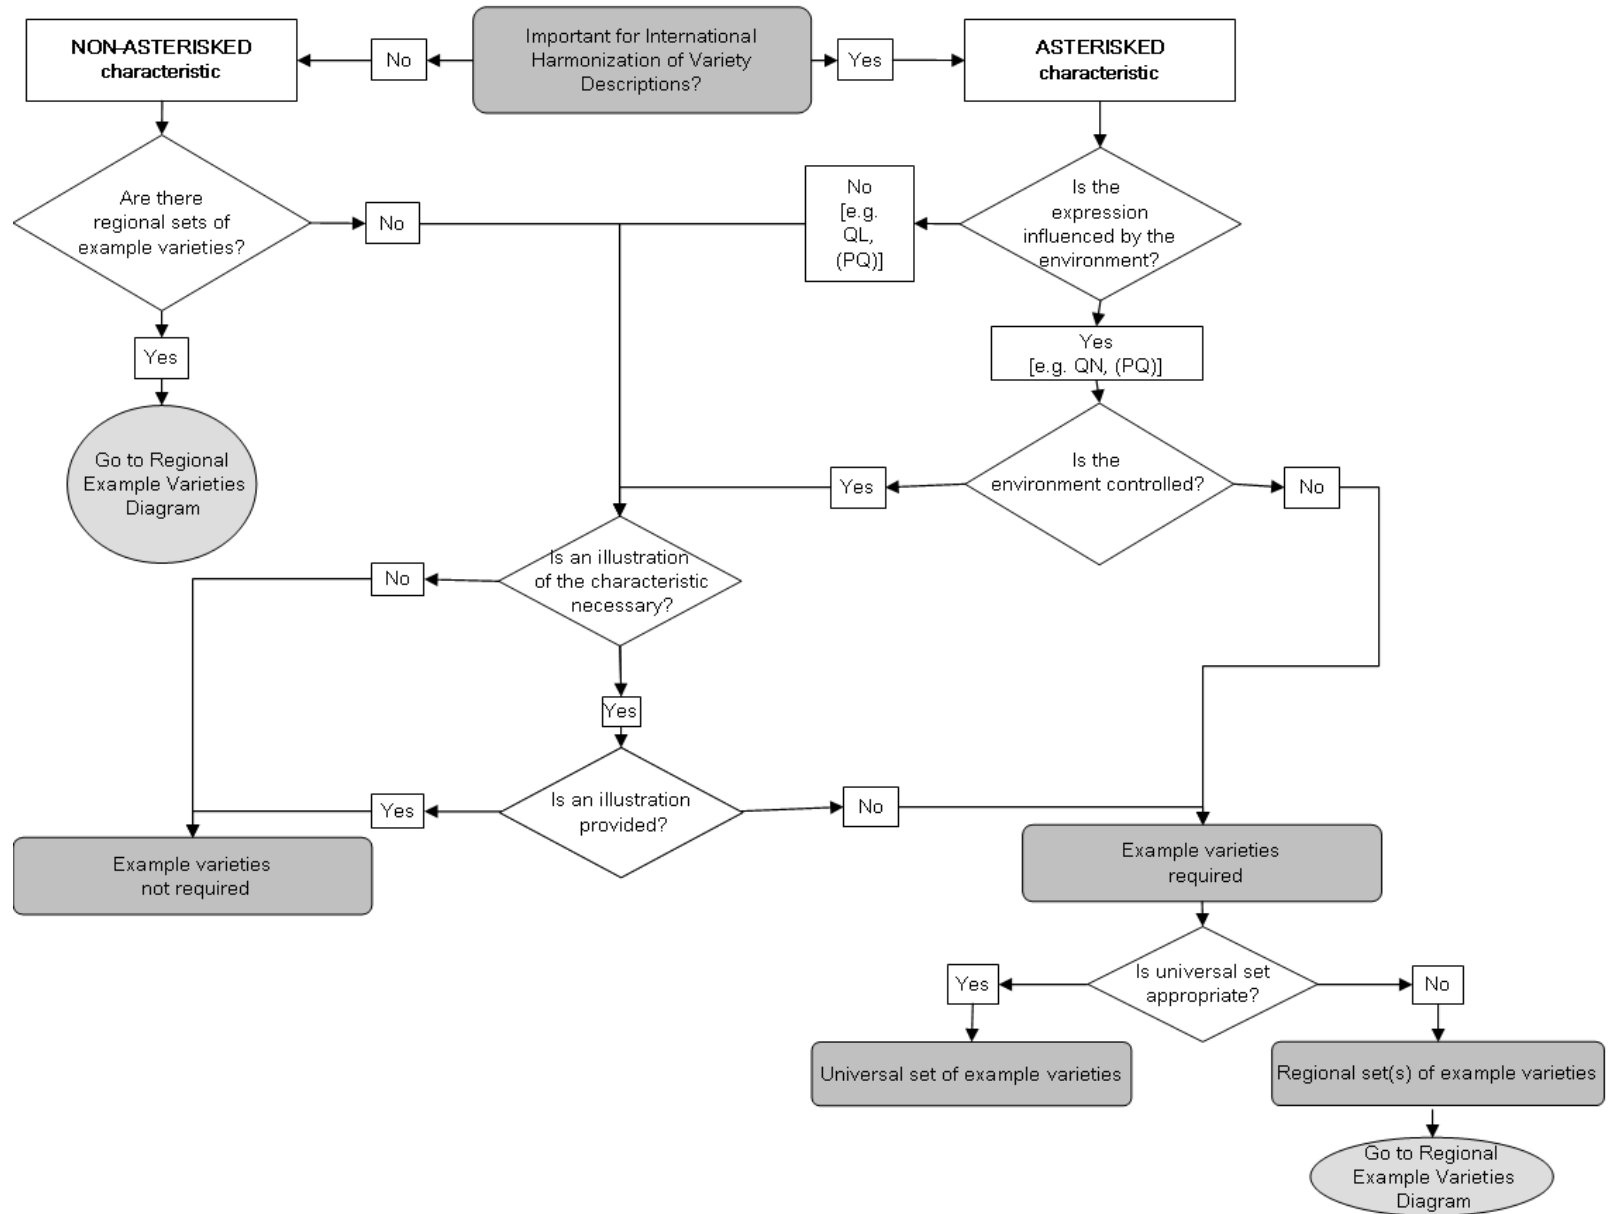 NON-ASTERISKED
characteristic
No
Important for International
Harmonization of Variety
Descriptions?
Yes
ASTERISKED
characteristic
Are there
regional sets of
example varieties?
No
No
[e.g.
QL,
(PQ)]
Is the
expression
influenced by the
environment?
Yes
Yes
[e.g. QN, (PQ)]
Go to Regional
Example Varieties
Diagram
Yes
Is the
environment controlled?
No
No
Is an illustration
of the characteristic
necessary?
Yes
Yes
Is an illustration
provided?
No
Example varieties
not required
Example varieties
required
Yes
Is universal set
appropriate?
No
Universal set of example varieties
Regional set(s) of example varieties
Go to Regional
Example Varieties
Diagram